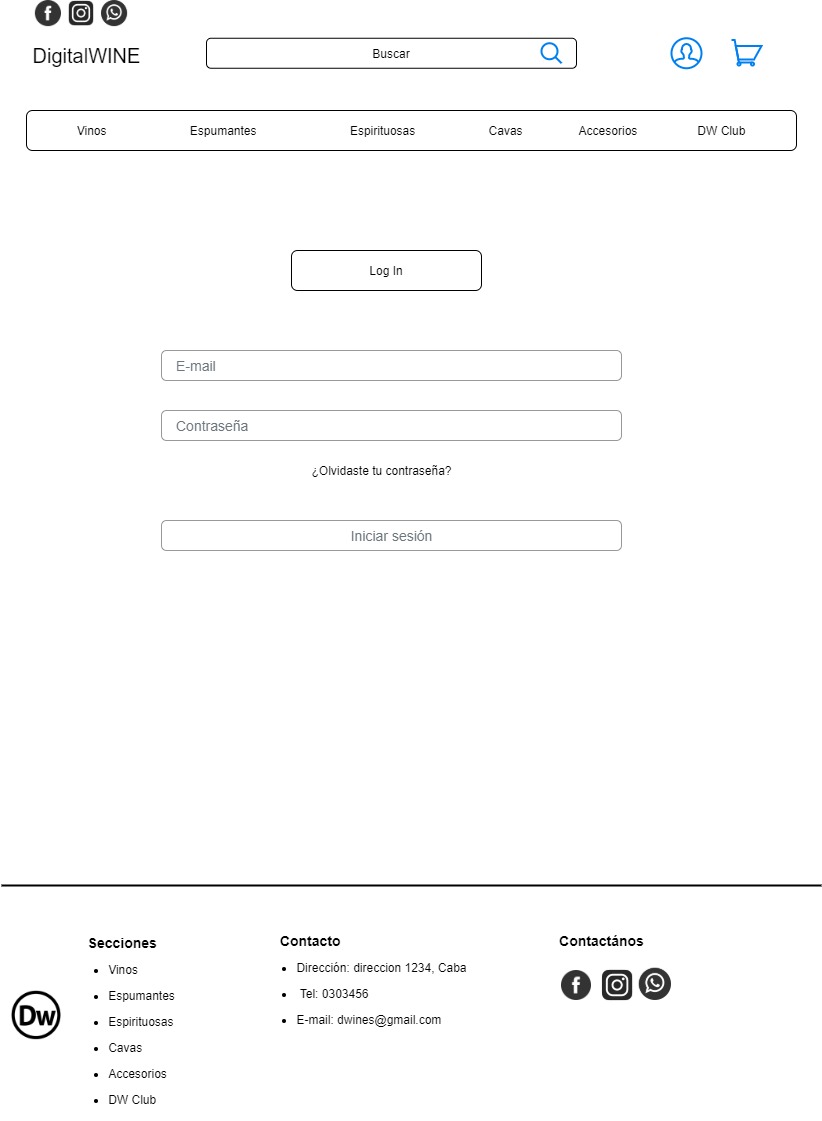 DigitalWINE
Buscar
Vinos Espumantes Espirituosas Cavas Accesorios DW Club
Log In
E-mail
Contraseña
¿Olvidaste tu contraseña?
Iniciar sesión
Secciones
Vinos
Espumantes
Espirituosas
Cavas
Accesorios
DW Club
Contacto
Dirección: direccion 1234, Caba
Tel: 0303456
E-mail: dwines@gmail.com
Contactános
Dw